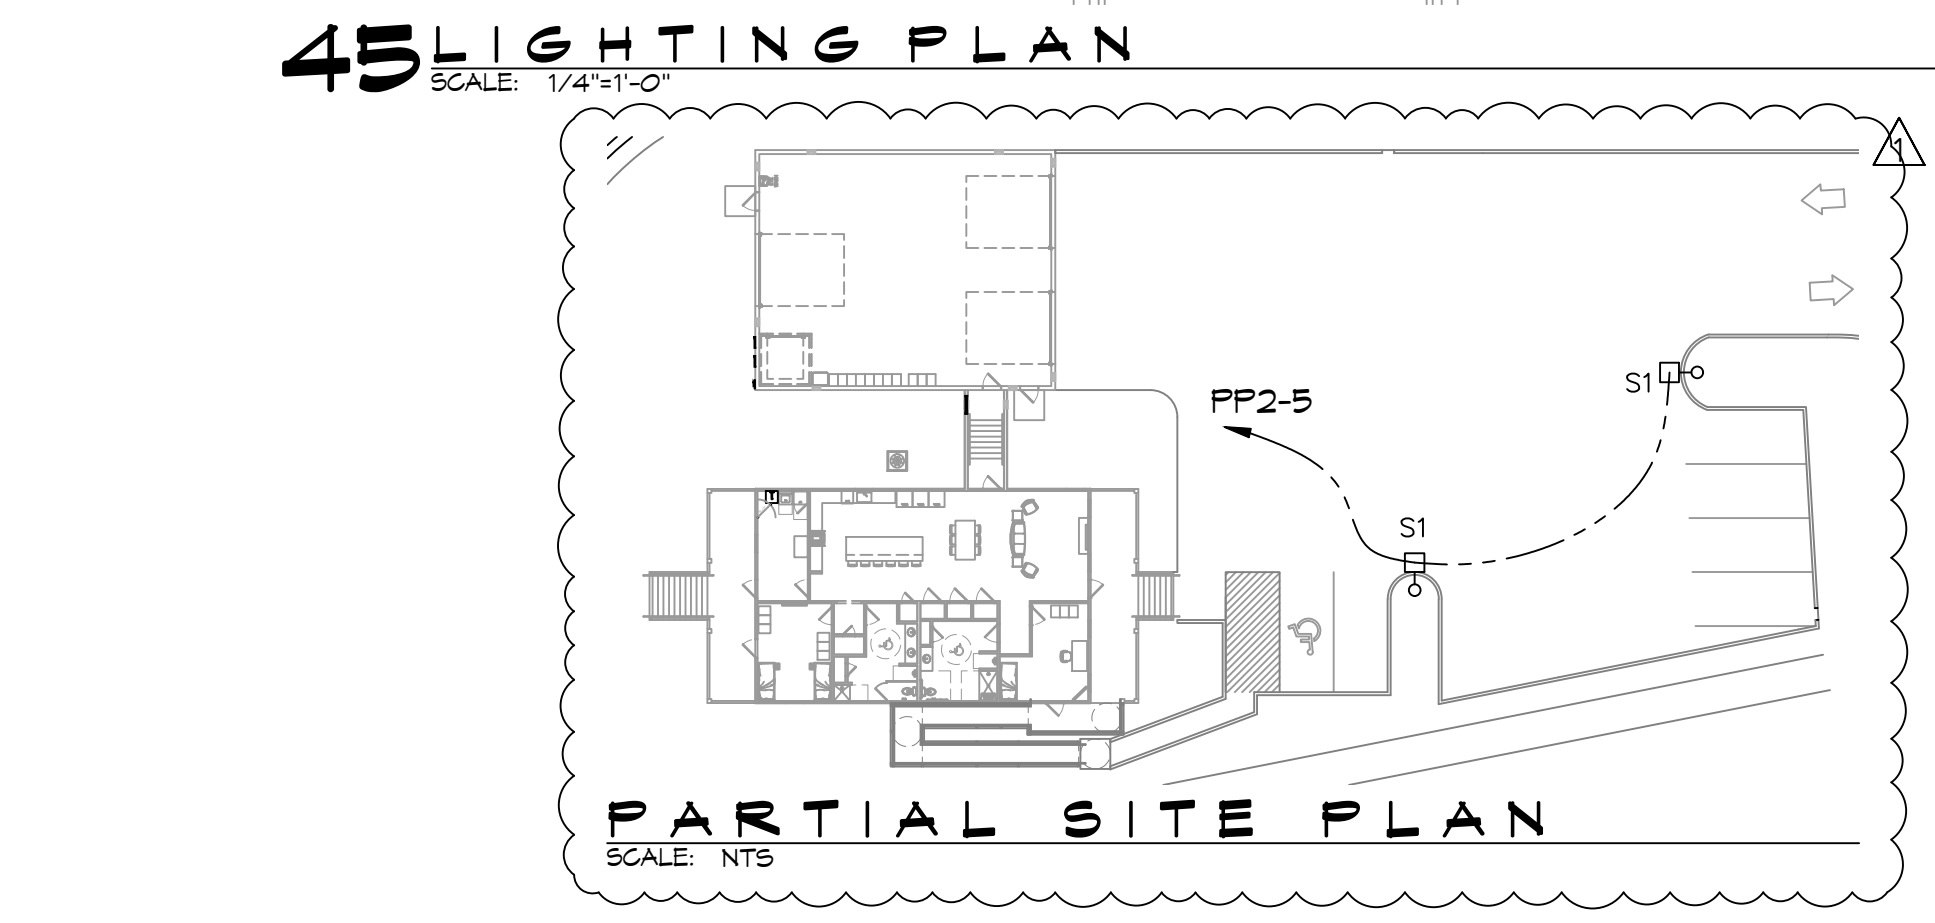 45 LIGHTING PLAN
SCALE: 1/4"=1'-0"
1
S1
PP2-5
S1
PARTIAL SITE PLAN
SCALE: NTS